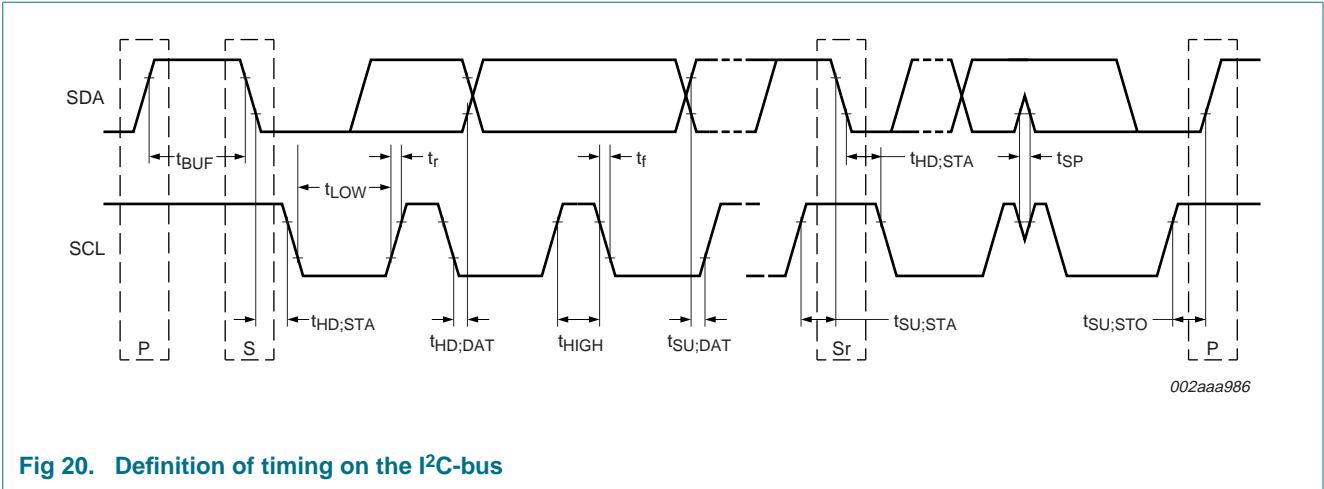 SDA
tBUF
tr
tf
tHD;STA
tSP
tLOW
SCL
tHD;STA
tHD;DAT
tHIGH
tSU;DAT
tSU;STA
tSU;STO
P
S
Sr
P
002aaa986
Fig 20. Definition of timing on the I²C-bus